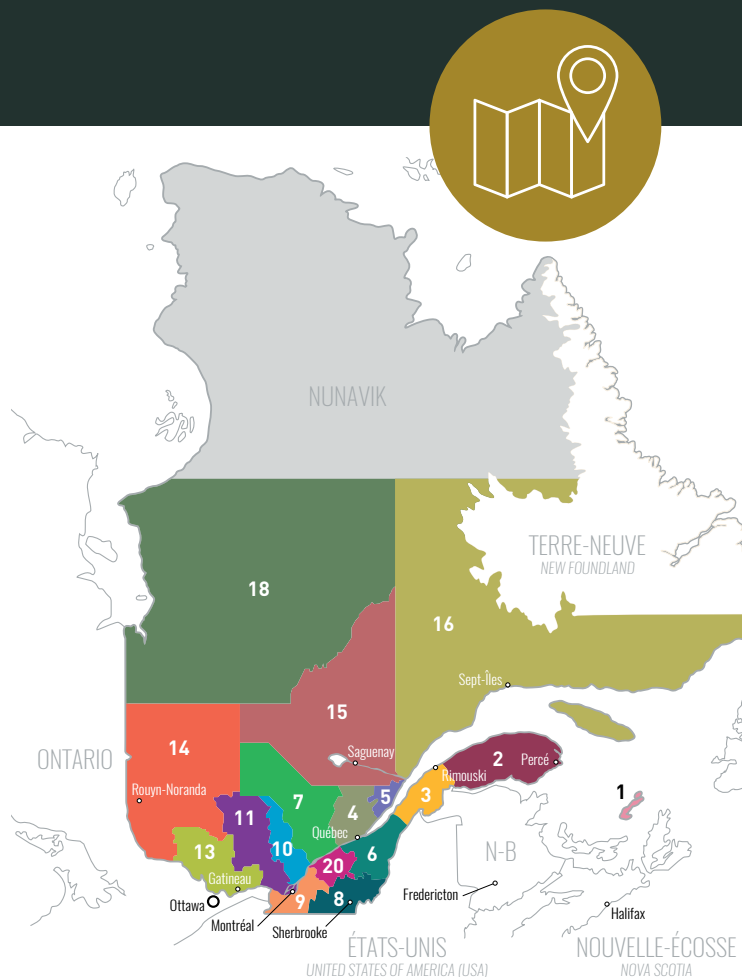 NUNAVIK
TERRE-NEUVE
NEW FOUNDLAND
18
16
Sept-Îles
15
14
ONTARIO
Saguenay
2
Percé
Rimouski
Rouyn-Noranda
1
7
5
3
4
11
Québec
10
13
6
N-B
20
Gatineau
Fredericton
8
9
Ottawa
Halifax
Montréal
Sherbrooke
ÉTATS-UNIS
UNITED STATES OF AMERICA (USA)
NOUVELLE-ÉCOSSE
NOVA SCOTIA